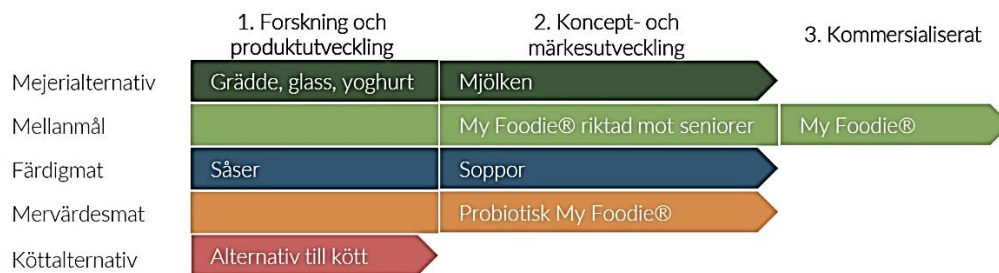 1. Forskning och
produktutveckling
2. Koncept- och
märkesutveckling
3. Kommersialiserat
Mejerialternativ
Grädde, glass, yoghurt
Mjölken
Mellanmål
My Foodie® riktad mot seniorer
My Foodie®
Färdigmat
Såser
Soppor
Mervärdesmat
Probiotisk My Foodie®
Köttalternativ
Alternativ till kött